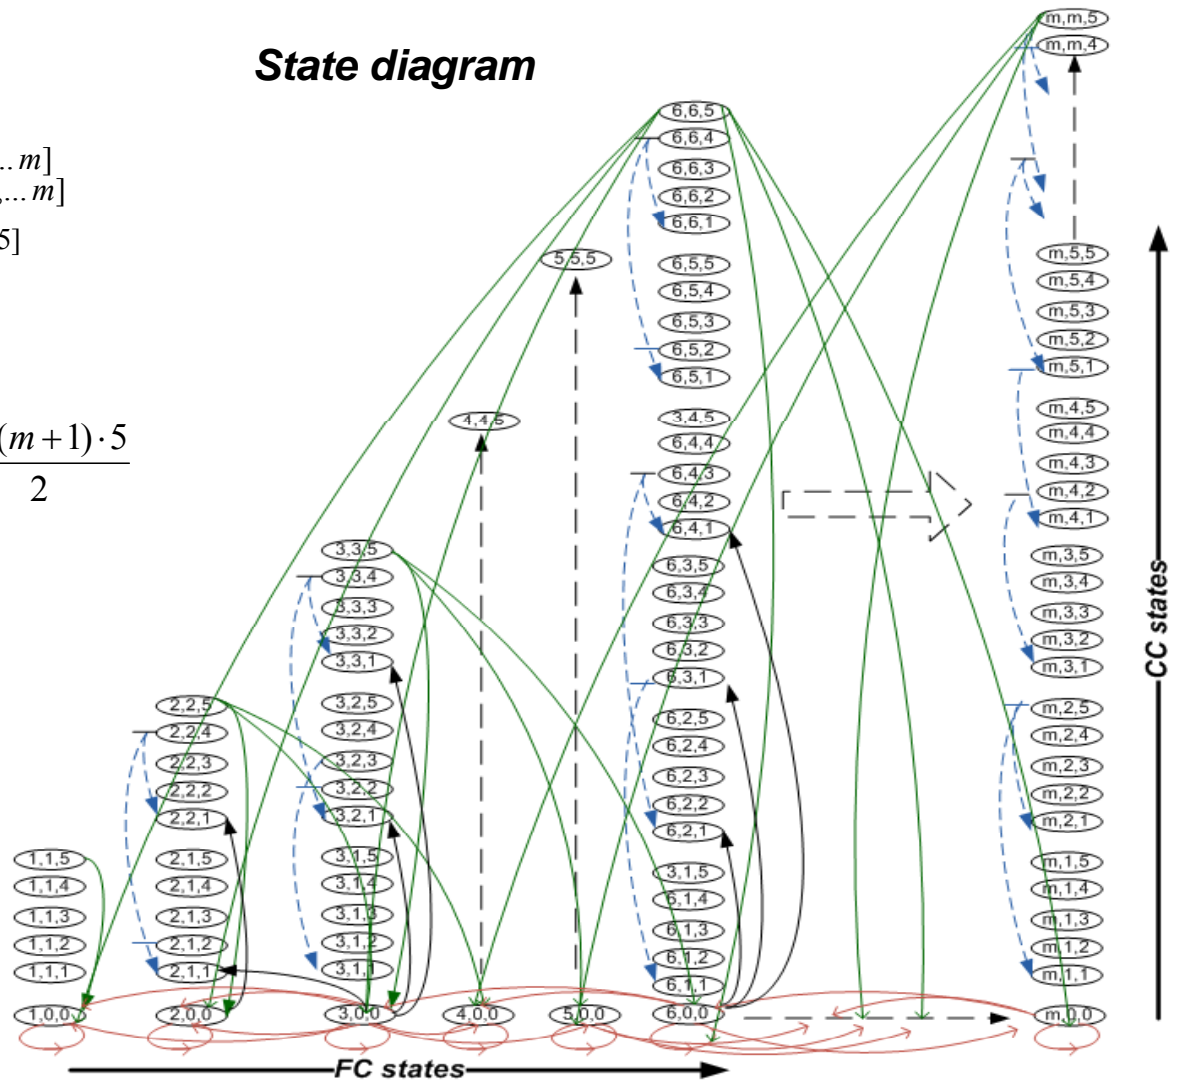 State diagram
...m]
,...m]
5]
(m+1)·5
2
1,1,5
1,1,4
1,1,3
1,1,2
1,1,1
1,0,0
2,2,5
2,2,4
2,2,3
2,2,2
2,2,1
2,1,5
2,1,4
2,1,3
2,1,2
2,1,1
2,0,0
3,3,5
3,3,4
3,3,3
3,3,2
3,3,1
3,2,5
3,2,4
3,2,3
3,2,2
3,2,1
3,1,5
3,1,4
3,1,3
3,1,2
3,1,1
3,0,0
4,4,5
4,0,0
5,5,5
5,0,0
6,6,5
6,6,4
6,6,3
6,6,2
6,6,1
6,5,5
6,5,4
6,5,3
6,5,2
6,5,1
3,4,5
6,4,4
6,4,3
6,4,2
6,4,1
6,3,5
6,3,4
6,3,3
6,3,2
6,3,1
6,2,5
6,2,4
6,2,3
6,2,2
6,2,1
3,1,5
6,1,4
6,1,3
6,1,2
6,1,1
6,0,0
m,m,5
m,m,4
m,5,5
m,5,4
m,5,3
m,5,2
m,5,1
m,4,5
m,4,4
m,4,3
m,4,2
m,4,1
m,3,5
m,3,4
m,3,3
m,3,2
m,3,1
m,2,5
m,2,4
m,2,3
m,2,2
m,2,1
m,1,5
m,1,4
m,1,3
m,1,2
m,1,1
m,0,0
CC states
FC states